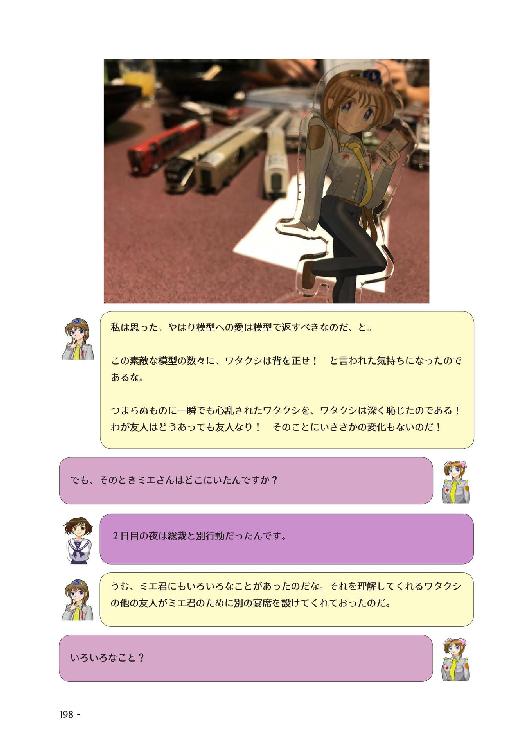 私は思った。やはり模型への愛は模型で返すべきなのだ、と。
この素敵な模型の数々に、ワタクシは背を正せ！　と言われた気持ちになったので
あるな。
つまらぬものに一瞬でも心乱されたワタクシを、ワタクシは深く恥じたのである！
わが友人はどうあっても友人なり！　そのことにいささかの変化もないのだ！
でも、そのときミエさんはどこにいたんですか？
２日目の夜は総裁と別行動だったんです。
うむ、ミエ君にもいろいろなことがあったのだな。それを理解してくれるワタクシ
の他の友人がミエ君のために別の宴席を設けてくれておったのだ。
いろいろなこと？
198 -